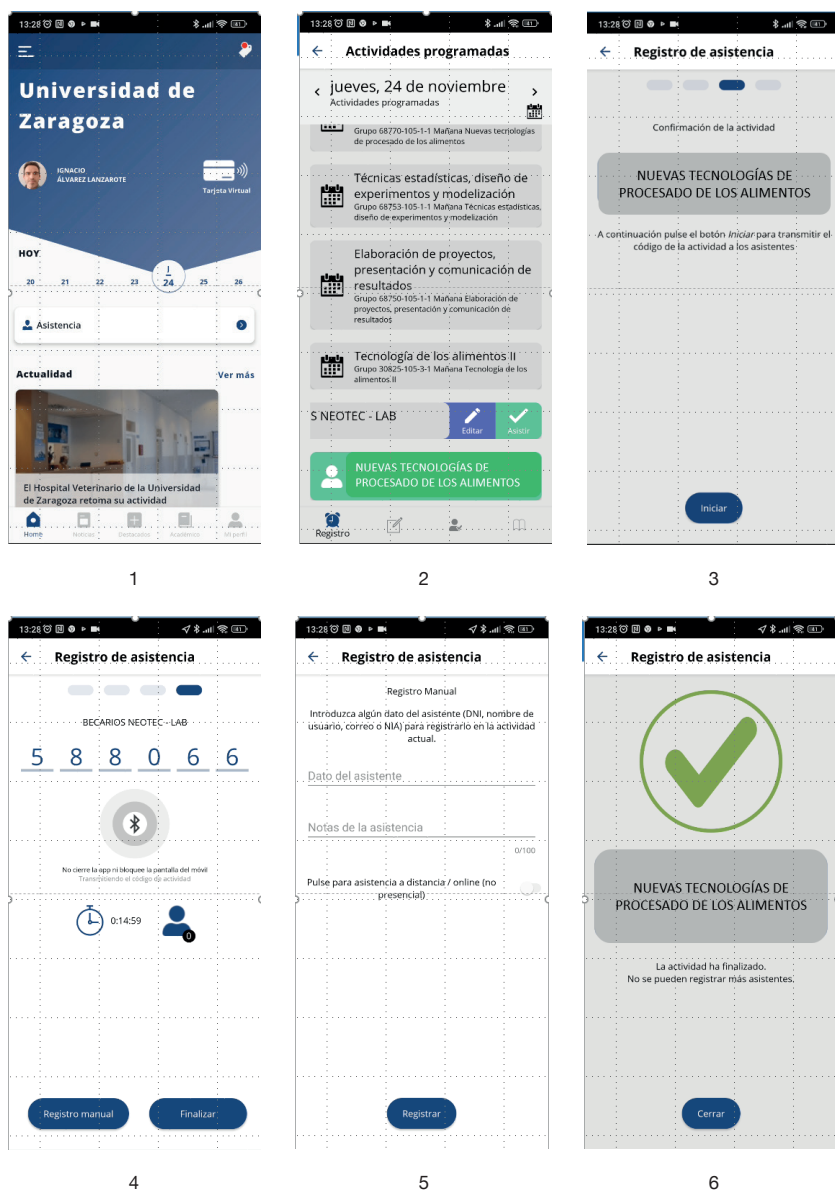 13:28
Universidad de
Zaragoza
IGNACIO
ÁLVAREZ LANZAROTE
Tarjeta Virtual
HOY
J
20 21 22 23 24 25 26
Asistencia
Actualidad
Ver más
El Hospital Veterinario de la Universidad
de Zaragoza retoma su actividad
Home Noticias Destacados Académico Mi perfil
1
13:28
Actividades programadas
jueves, 24 de noviembre
Actividades programadas
Grupo 68770-105-1-1 Mañana Nuevas tecnologías
de procesado de los alimentos
Técnicas estadísticas, diseño de
experimentos y modelización
Grupo 68753-105-1-1 Mañana Técnicas estadísticas,
diseño de experimentos y modelización
Elaboración de proyectos,
presentación y comunicación de
resultados
Grupo 68750-105-1-1 Mañana Elaboración de
proyectos, presentación y comunicación de
resultados
Tecnología de los alimentos II
Grupo 30825-105-3-1 Mañana Tecnología de los
alimentos II
S NEOTEC - LAB
Editar
Asistir
NUEVAS TECNOLOGÍAS DE
PROCESADO DE LOS ALIMENTOS
Registro
2
13:28
Registro de asistencia
Confirmación de la actividad
NUEVAS TECNOLOGÍAS DE
PROCESADO DE LOS ALIMENTOS
A continuación pulse el botón Iniciar para transmitir el
código de la actividad a los asistentes
Iniciar
3
13:28
Registro de asistencia
BECARIOS NEOTEC - LAB
5 8 8 0 6 6
No cierre la app ni bloquee la pantalla del móvil
Transmitiendo el código de actividad
0:14:59
0
Registro manual
Finalizar
4
13:28
Registro de asistencia
Registro Manual
Introduzca algún dato del asistente (DNI, nombre de
usuario, correo o NIA) para registrarlo en la actividad
actual.
Dato del asistente
Notas de la asistencia
0/100
Pulse para asistencia a distancia / online (no
presencial)
Registrar
5
13:28
Registro de asistencia
NUEVAS TECNOLOGÍAS DE
PROCESADO DE LOS ALIMENTOS
La actividad ha finalizado.
No se pueden registrar más asistentes.
Cerrar
6